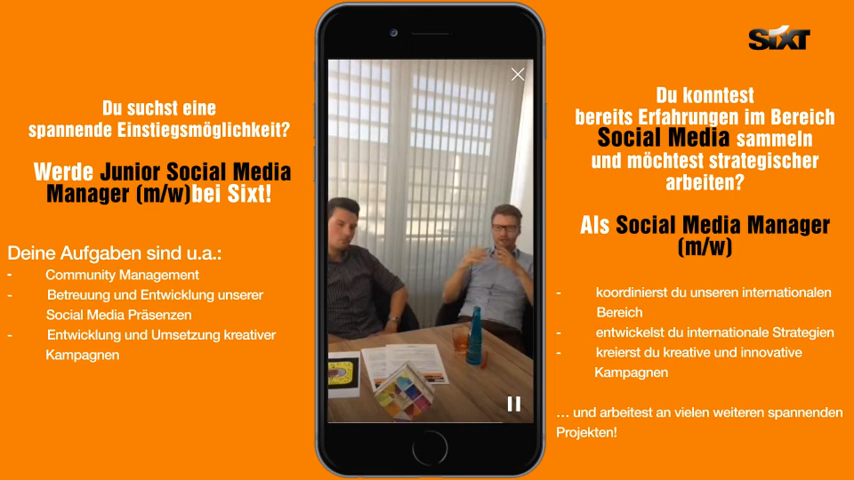 SIXT
Du suchst eine
spannende Einstiegsmöglichkeit?
Werde Junior Social Media
Manager (m/w)bei Sixt!
Deine Aufgaben sind u.a.:
- Community Management
- Betreuung und Entwicklung unserer
Social Media Präsenzen
- Entwicklung und Umsetzung kreativer
Kampagnen
Du konntest
bereits Erfahrungen im Bereich
Social Media sammeln
und möchtest strategischer
arbeiten?
Als Social Media Manager
(m/w)
- koordinierst du unseren internationalen
Bereich
- entwickelst du internationale Strategien
- kreierst du kreative und innovative
Kampagnen
… und arbeitest an vielen weiteren spannenden
Projekten!